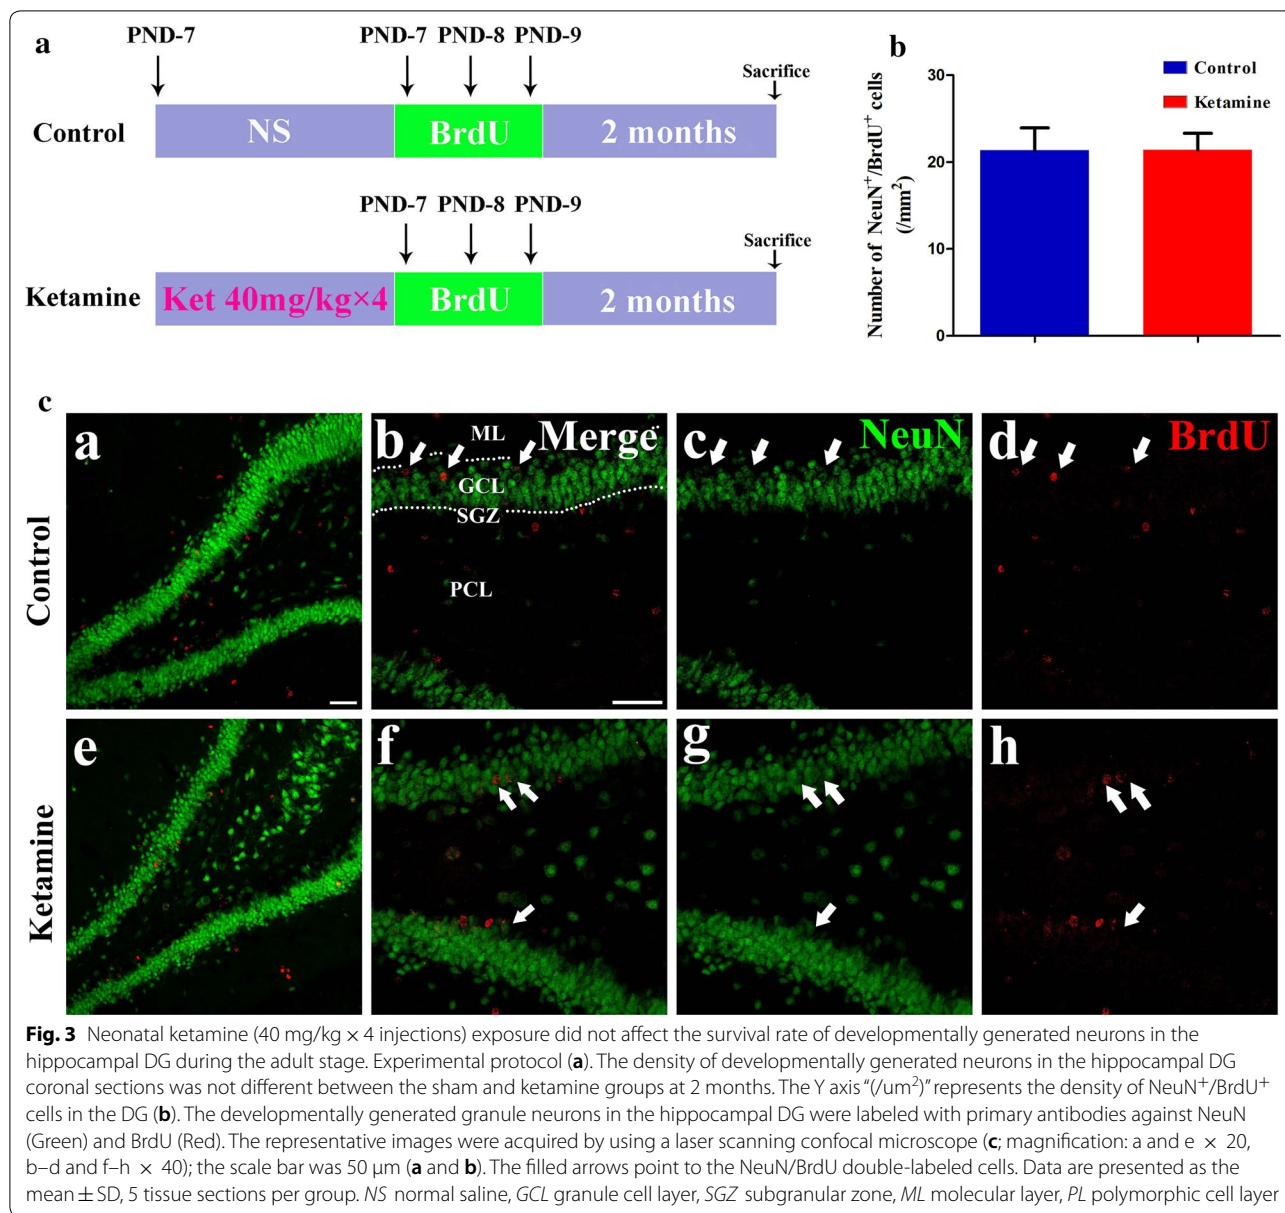 a
PND-7
PND-7 PND-8 PND-9
Sacrifice
Control
NS
BrdU
2 months
PND-7 PND-8 PND-9
Sacrifice
Ketamine
Ket 40mg/kg×4
BrdU
2 months
b
Control
Ketamine
Number of NeuN+/BrdU+ cells
(/mm2)
30
20
10
0
c
Control
a
b
Merge
ML
GCL
SGZ
PCL
c
NeuN
d
BrdU
Ketamine
e
f
g
h
Fig. 3 Neonatal ketamine (40 mg/kg × 4 injections) exposure did not affect the survival rate of developmentally generated neurons in the
hippocampal DG during the adult stage. Experimental protocol (a). The density of developmentally generated neurons in the hippocampal DG
coronal sections was not different between the sham and ketamine groups at 2 months. The Y axis “(/um2)” represents the density of NeuN+/BrdU+
cells in the DG (b). The developmentally generated granule neurons in the hippocampal DG were labeled with primary antibodies against NeuN
(Green) and BrdU (Red). The representative images were acquired by using a laser scanning confocal microscope (c; magnification: a and e × 20,
b–d and f–h × 40); the scale bar was 50 μm (a and b). The filled arrows point to the NeuN/BrdU double-labeled cells. Data are presented as the
mean ± SD, 5 tissue sections per group. NS normal saline, GCL granule cell layer, SGZ subgranular zone, ML molecular layer, PL polymorphic cell layer